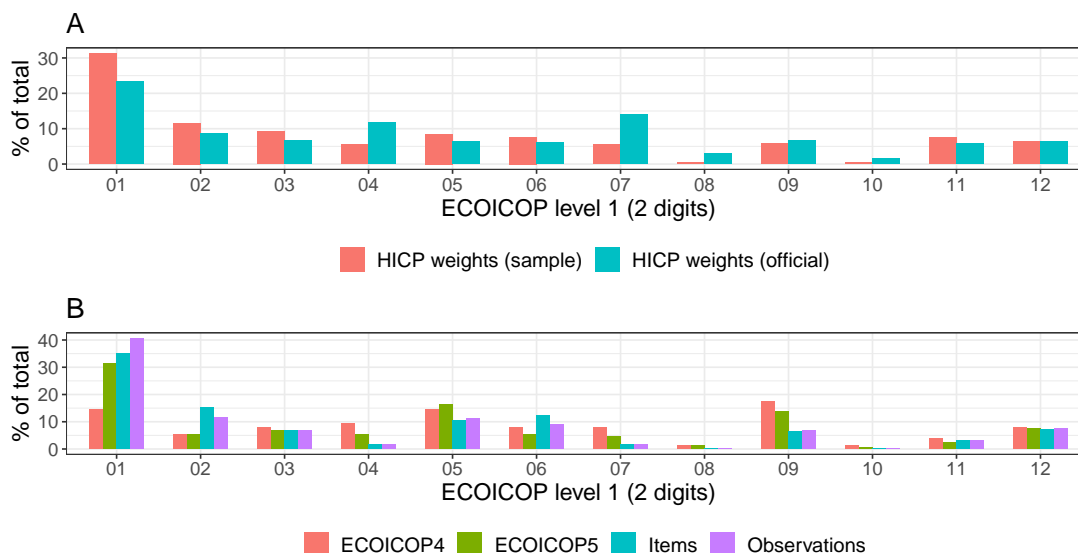 A
% of total
30
20
10
0
01 02 03 04 05 06 07 08 09 10 11 12
ECOICOP level 1 (2 digits)
HICP weights (sample) HICP weights (official)
B
% of total
40
30
20
10
0
01 02 03 04 05 06 07 08 09 10 11 12
ECOICOP level 1 (2 digits)
ECOICOP4 ECOICOP5 Items Observations